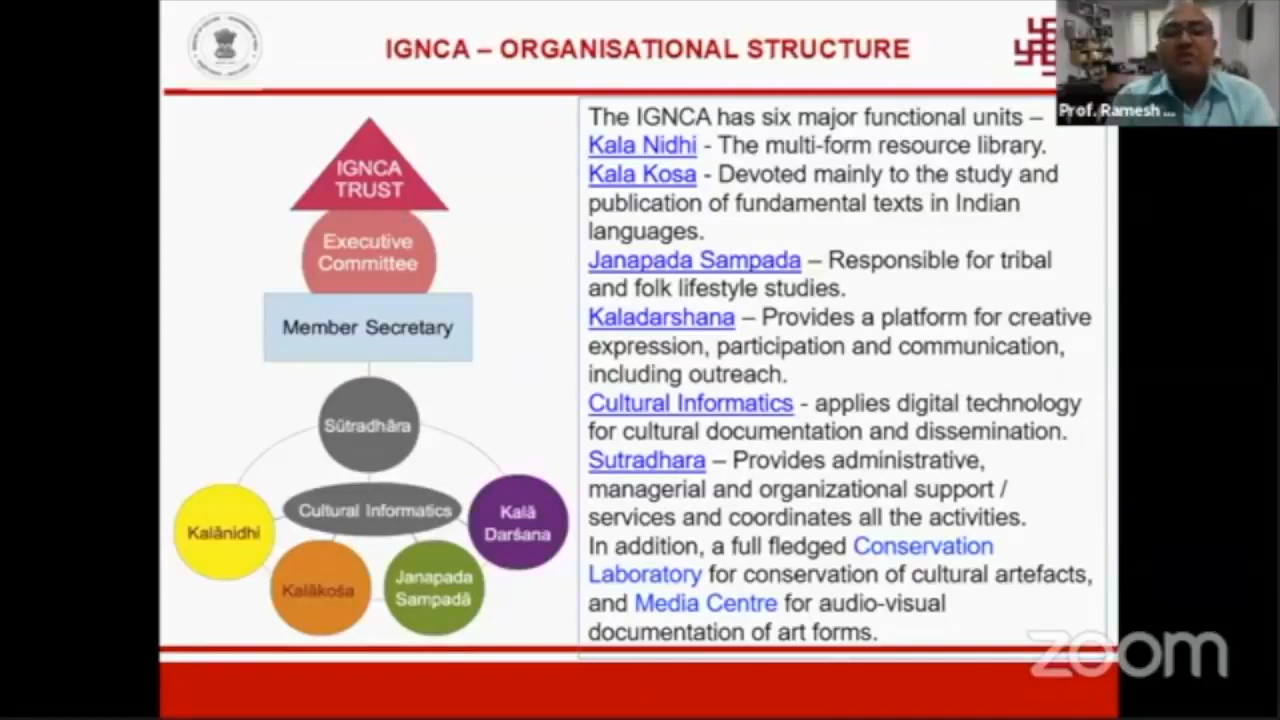 IGNCA – ORGANISATIONAL STRUCTURE
Prof. Ramesh ...
IGNCA
TRUST
Executive
Committee
Member Secretary
Sūtradhāra
Cultural Informatics
Kalānidhi
Kalā
Darśana
Kalākośa
Janapada
Sampadā
The IGNCA has six major functional units –
Kala Nidhi - The multi-form resource library.
Kala Kosa - Devoted mainly to the study and
publication of fundamental texts in Indian
languages.
Janapada Sampada – Responsible for tribal
and folk lifestyle studies.
Kaladarshana – Provides a platform for creative
expression, participation and communication,
including outreach.
Cultural Informatics - applies digital technology
for cultural documentation and dissemination.
Sutradhara – Provides administrative,
managerial and organizational support /
services and coordinates all the activities.
In addition, a full fledged Conservation
Laboratory for conservation of cultural artefacts,
and Media Centre for audio-visual
documentation of art forms.
zoom